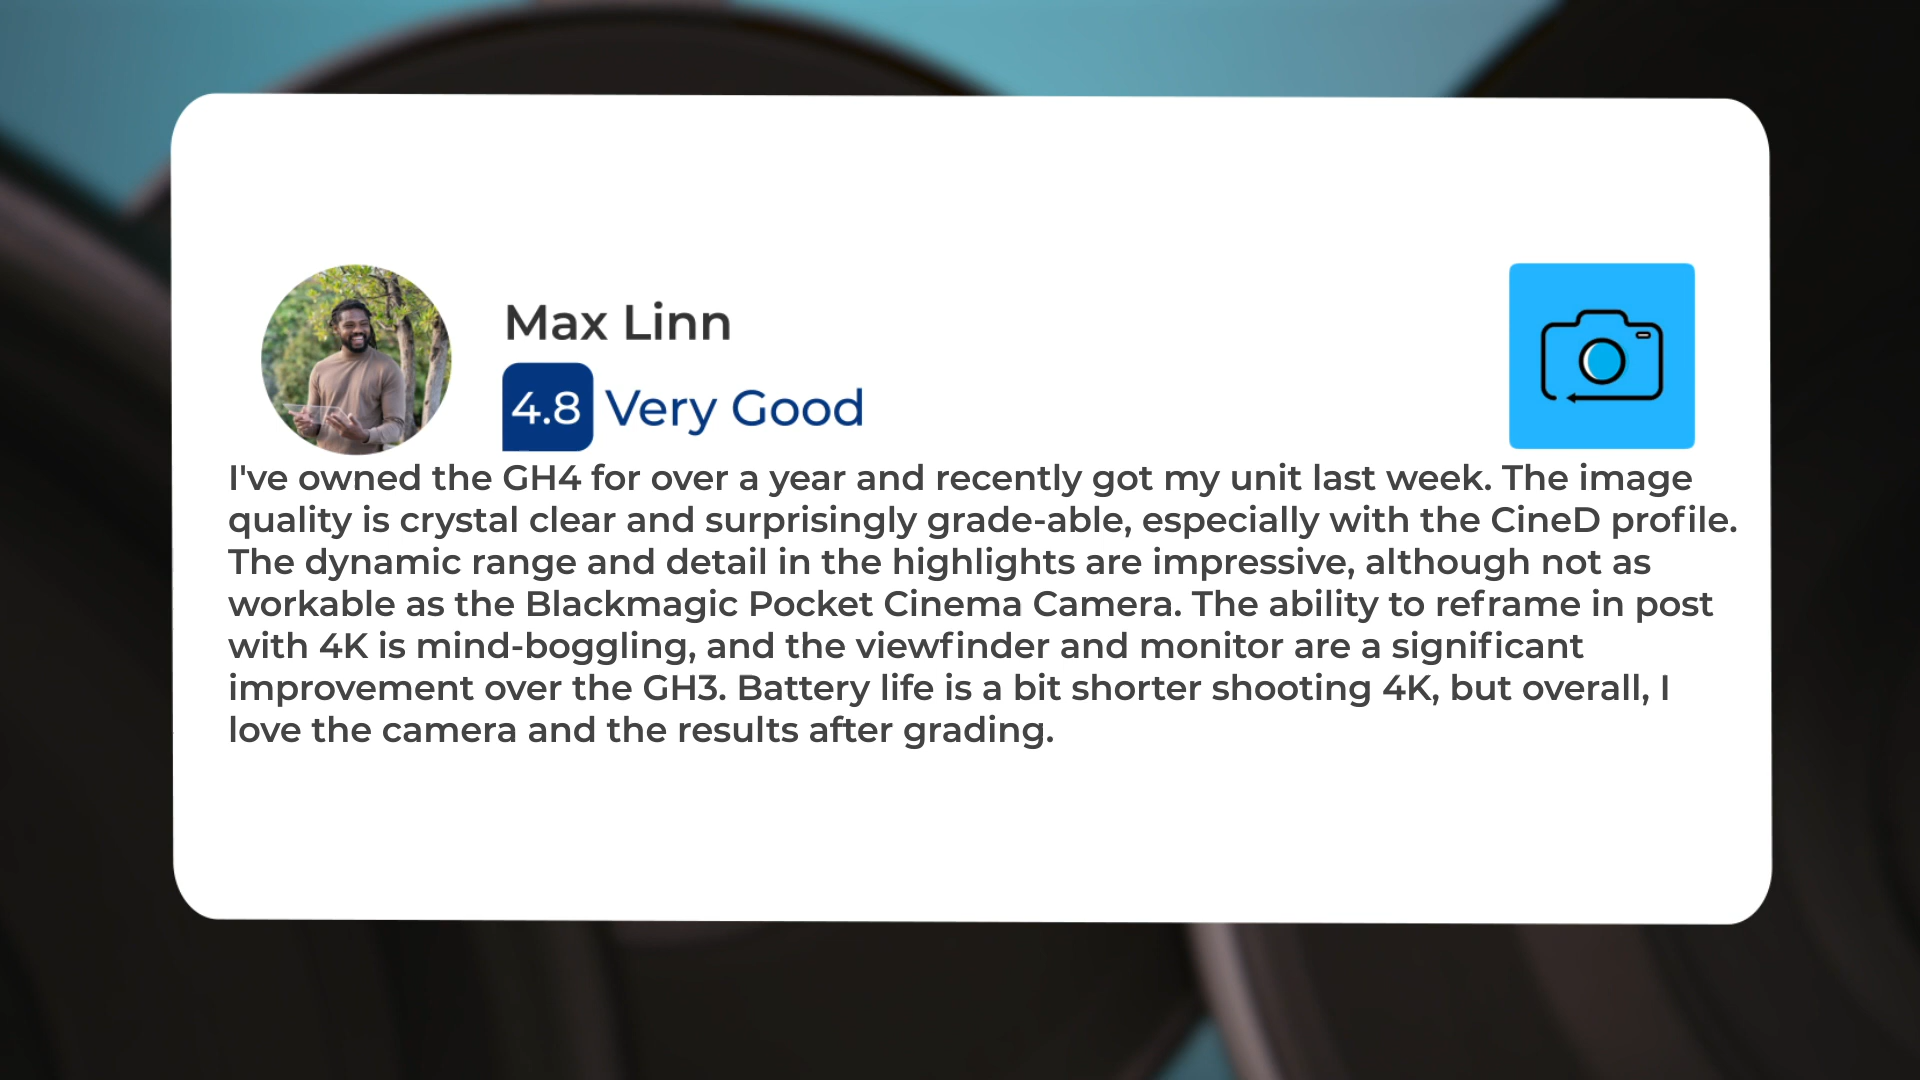 Max Linn
4.8 Very Good
I've owned the GH4 for over a year and recently got my unit last week. The image
quality is crystal clear and surprisingly grade-able, especially with the CineD profile.
The dynamic range and detail in the highlights are impressive, although not as
workable as the Blackmagic Pocket Cinema Camera. The ability to reframe in post
with 4K is mind-boggling, and the viewfinder and monitor are a significant
improvement over the GH3. Battery life is a bit shorter shooting 4K, but overall, I
love the camera and the results after grading.